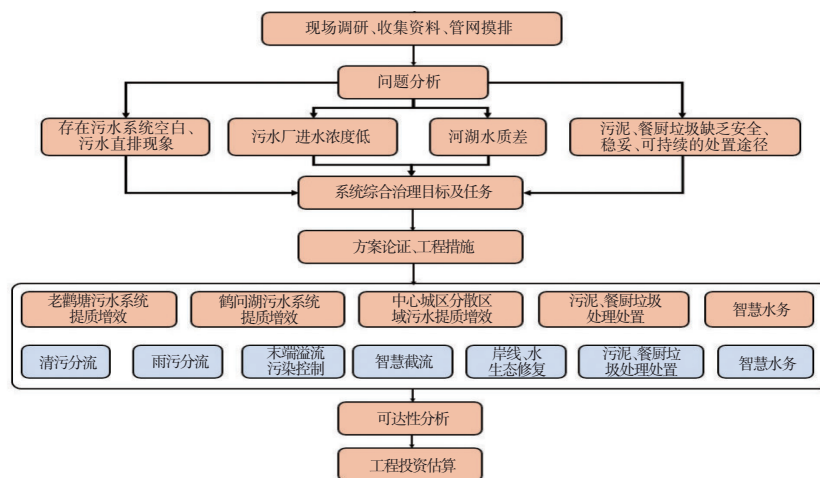 现场调研、收集资料、管网摸排
问题分析
存在污水系统空白、
污水直排现象
污水厂进水浓度低
河湖水质差
污泥、餐厨垃圾缺乏安全、
稳妥、可持续的处置途径
系统综合治理目标及任务
方案论证、工程措施
老鹳塘污水系统
提质增效
鹤问湖污水系统
提质增效
中心城区分散区
域污水提质增效
污泥、餐厨垃圾
处理处置
智慧水务
清污分流
雨污分流
末端溢流
污染控制
智慧截流
岸线、水
生态修复
污泥、餐厨垃
圾处理处置
智慧水务
可达性分析
工程投资估算